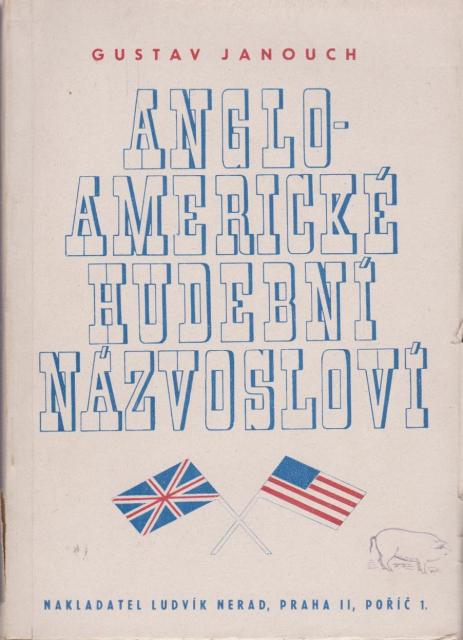 GUSTAV JANOUCH
ANGLO-
AMERICKÉ
HUDEBNÍ
NÁZVOSLOVÍ
NAKLADATEL LUDVÍK NERAD, PRAHA II, POŘÍČ 1.